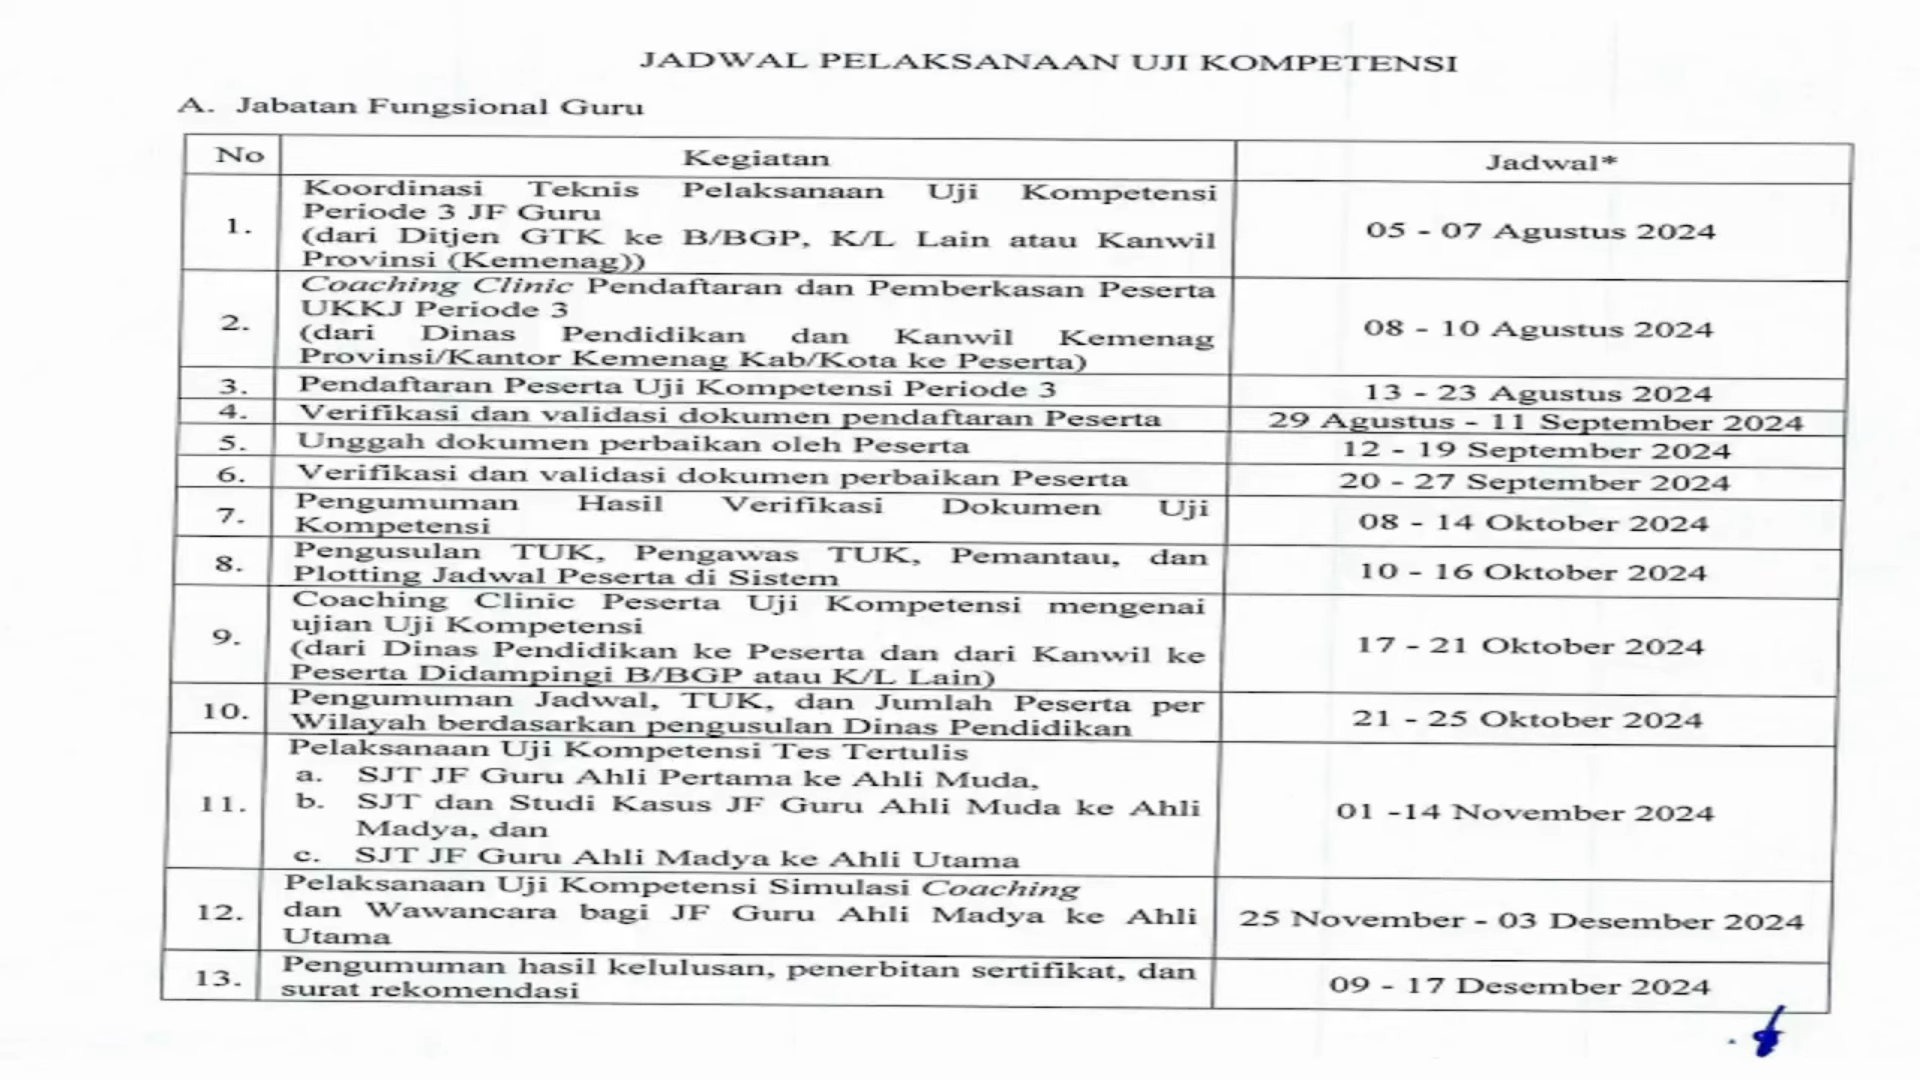 JADWAL PELAKSANAAN UJI KOMPETENSI
A. Jabatan Fungsional Guru
No Kegiatan Jadwal*
1. Koordinasi Teknis Pelaksanaan Uji Kompetensi
Periode 3 JF Guru
(dari Ditjen GTK ke B/BGP, K/L Lain atau Kanwil
Provinsi (Kemenag))
05 - 07 Agustus 2024
2. Coaching Clinic Pendaftaran dan Pemberkasan Peserta
UKKJ Periode 3
(dari Dinas Pendidikan dan Kanwil Kemenag
Provinsi/Kantor Kemenag Kab/Kota ke Peserta)
08 - 10 Agustus 2024
3. Pendaftaran Peserta Uji Kompetensi Periode 3 13 - 23 Agustus 2024
4. Verifikasi dan validasi dokumen pendaftaran Peserta 29 Agustus - 11 September 2024
5. Unggah dokumen perbaikan oleh Peserta 12 - 19 September 2024
6. Verifikasi dan validasi dokumen perbaikan Peserta 20 - 27 September 2024
7. Pengumuman Hasil Verifikasi Dokumen Uji
Kompetensi
08 - 14 Oktober 2024
8. Pengusulan TUK, Pengawas TUK, Pemantau, dan
Plotting Jadwal Peserta di Sistem
10 - 16 Oktober 2024
9. Coaching Clinic Peserta Uji Kompetensi mengenai
ujian Uji Kompetensi
(dari Dinas Pendidikan ke Peserta dan dari Kanwil ke
Peserta Didampingi B/BGP atau K/L Lain)
17 - 21 Oktober 2024
10. Pengumuman Jadwal, TUK, dan Jumlah Peserta per
Wilayah berdasarkan pengusulan Dinas Pendidikan
21 - 25 Oktober 2024
11. Pelaksanaan Uji Kompetensi Tes Tertulis
a. SJT JF Guru Ahli Pertama ke Ahli Muda,
b. SJT dan Studi Kasus JF Guru Ahli Muda ke Ahli
Madya, dan
c. SJT JF Guru Ahli Madya ke Ahli Utama
01 -14 November 2024
12. Pelaksanaan Uji Kompetensi Simulasi Coaching
dan Wawancara bagi JF Guru Ahli Madya ke Ahli
Utama
25 November - 03 Desember 2024
13. Pengumuman hasil kelulusan, penerbitan sertifikat, dan
surat rekomendasi
09 - 17 Desember 2024